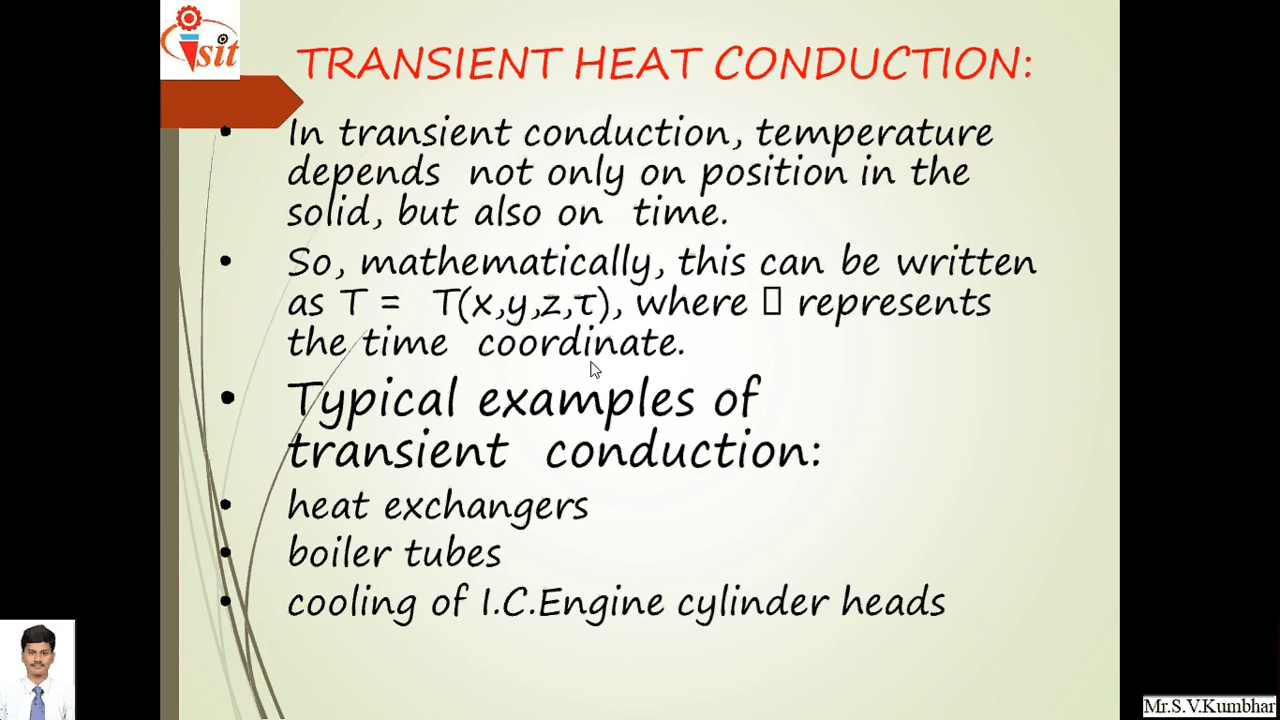 isit
TRANSIENT HEAT CONDUCTION:
• In transient conduction, temperature
depends not only on position in the
solid, but also on time.
• So, mathematically, this can be written
as T = T(x,y,z,τ), where □ represents
the time coordinate.
• Typical examples of
transient conduction:
• heat exchangers
• boiler tubes
• cooling of I.C.Engine cylinder heads
Mr.S.V.Kumbhar